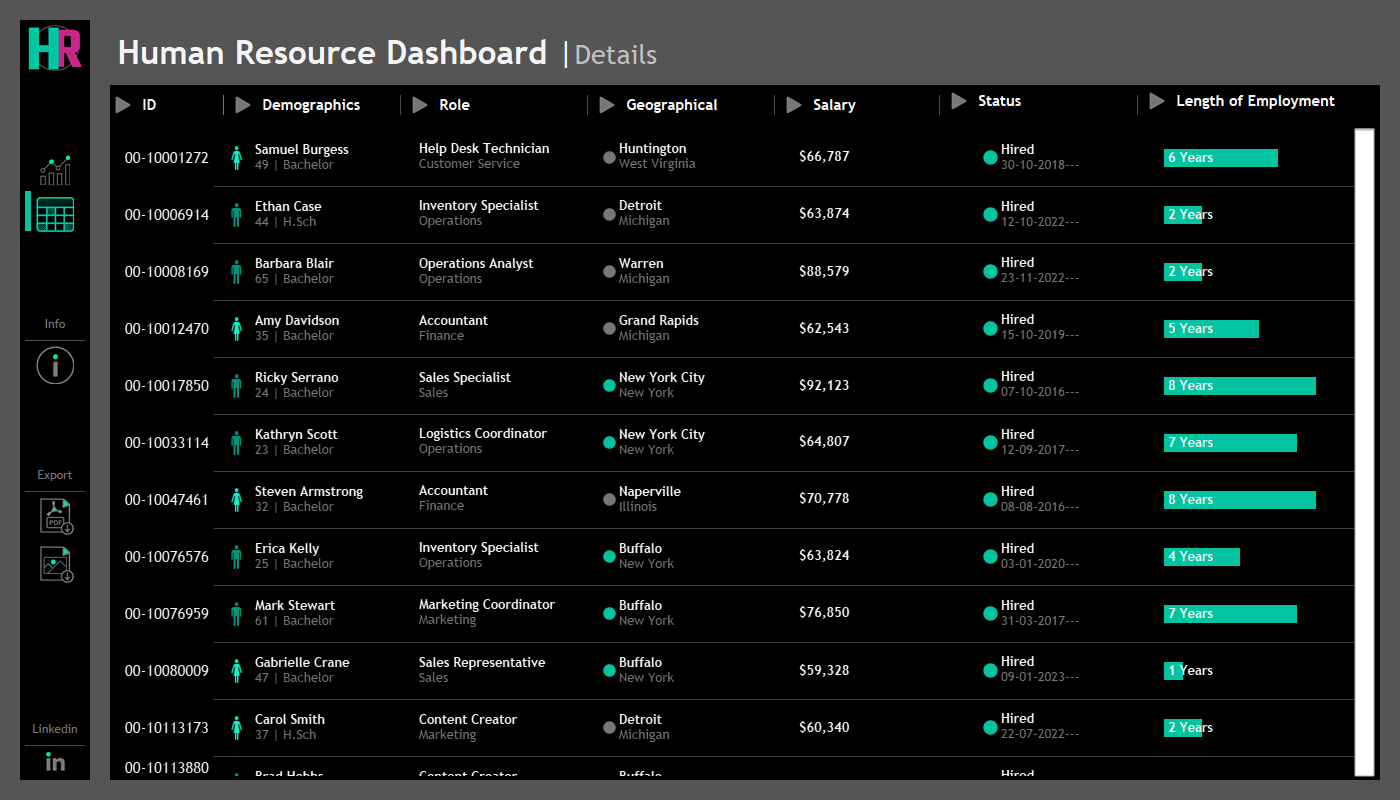 HR
Human Resource Dashboard | Details
ID Demographics Role Geographical Salary Status Length of Employment
00-10001272 Samuel Burgess Help Desk Technician Huntington $66,787 Hired 6 Years
49 | Bachelor Customer Service West Virginia 30-10-2018---
00-10006914 Ethan Case Inventory Specialist Detroit $63,874 Hired 2 Years
44 | H.Sch Operations Michigan 12-10-2022---
00-10008169 Barbara Blair Operations Analyst Warren $88,579 Hired 2 Years
65 | Bachelor Operations Michigan 23-11-2022---
00-10012470 Amy Davidson Accountant Grand Rapids $62,543 Hired 5 Years
35 | Bachelor Finance Michigan 15-10-2019---
Info
00-10017850 Ricky Serrano Sales Specialist New York City $92,123 Hired 8 Years
24 | Bachelor Sales New York 07-10-2016---
00-10033114 Kathryn Scott Logistics Coordinator New York City $64,807 Hired 7 Years
23 | Bachelor Operations New York 12-09-2017---
Export
PDF
00-10047461 Steven Armstrong Accountant Naperville $70,778 Hired 8 Years
32 | Bachelor Finance Illinois 08-08-2016---
00-10076576 Erica Kelly Inventory Specialist Buffalo $63,824 Hired 4 Years
25 | Bachelor Operations New York 03-01-2020---
00-10076959 Mark Stewart Marketing Coordinator Buffalo $76,850 Hired 7 Years
61 | Bachelor Marketing New York 31-03-2017---
00-10080009 Gabrielle Crane Sales Representative Buffalo $59,328 Hired 1 Years
47 | Bachelor Sales New York 09-01-2023---
00-10113173 Carol Smith Content Creator Detroit $60,340 Hired 2 Years
37 | H.Sch Marketing Michigan 22-07-2022---
Linkedin
in
00-10113880 Brad Hobbs Content Creator Buffalo Hired